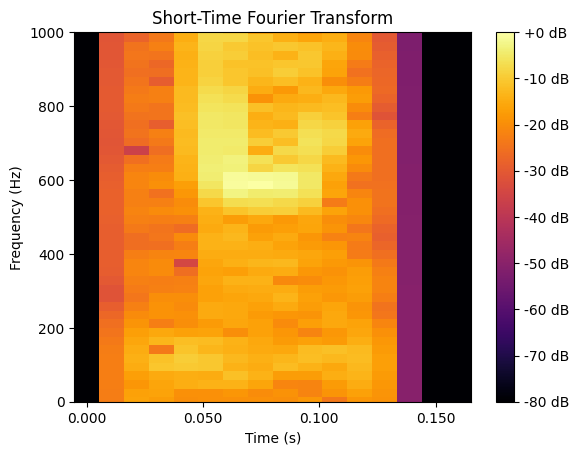 Short-Time Fourier Transform
1000
800
600
400
200
0
Frequency (Hz)
0.000
0.050
0.100
0.150
Time (s)
+0 dB
-10 dB
-20 dB
-30 dB
-40 dB
-50 dB
-60 dB
-70 dB
-80 dB